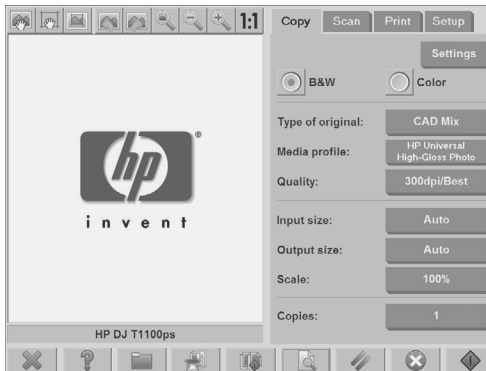 1:1
Copy
Scan
Print
Setup
Settings
B&W
Color
Type of original:
CAD Mix
Media profile:
HP Universal
High-Gloss Photo
Quality:
300dpi/Best
Input size:
Auto
Output size:
Auto
Scale:
100%
Copies:
1
hp
®
invent
HP DJ T1100ps
?